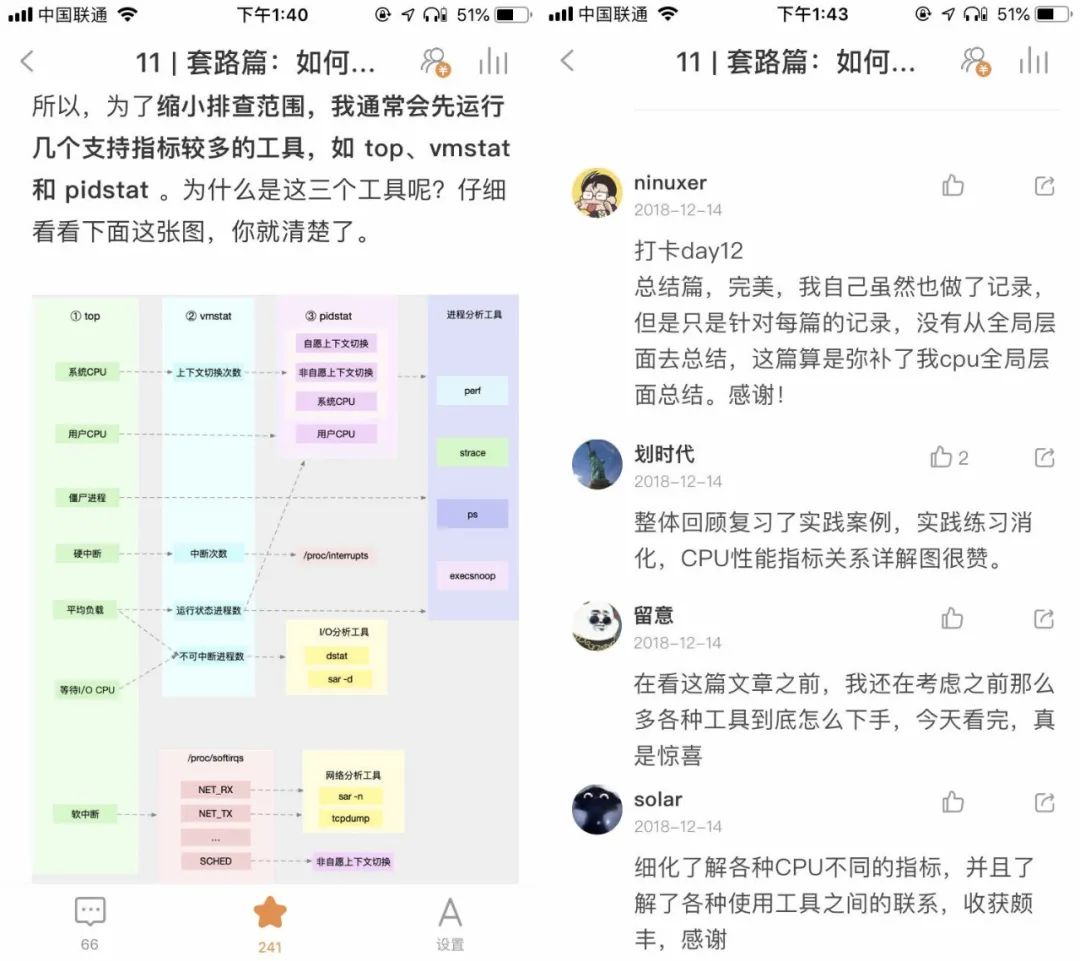 中国联通
下午1:40
51%
11 | 套路篇：如何...
所以，为了缩小排查范围，我通常会先运行
几个支持指标较多的工具，如 top、vmstat
和 pidstat 。为什么是这三个工具呢？仔细
看看下面这张图，你就清楚了。
① top
② vmstat
③ pidstat
进程分析工具
自愿上下文切换
系统CPU
上下文切换次数
非自愿上下文切换
perf
系统CPU
用户CPU
用户CPU
strace
僵尸进程
ps
硬中断
中断次数
/proc/interrupts
execsnoop
平均负载
运行状态进程数
I/O分析工具
不可中断进程数
dstat
sar -d
等待I/O CPU
/proc/softirqs
网络分析工具
NET_RX
sar -n
软中断
NET_TX
tcpdump
...
SCHED
非自愿上下文切换
66
241
设置
中国联通
下午1:43
51%
11 | 套路篇：如何...
ninuxer
2018-12-14
打卡day12
总结篇，完美，我自己虽然也做了记录，
但是只是针对每篇的记录，没有从全局层
面去总结，这篇算是弥补了我cpu全局层
面总结。感谢！
划时代
2
2018-12-14
整体回顾复习了实践案例，实践练习消
化，CPU性能指标关系详解图很赞。
留意
2018-12-14
在看这篇文章之前，我还在考虑之前那么
多各种工具到底怎么下手，今天看完，真
是惊喜
solar
2018-12-14
细化了解各种CPU不同的指标，并且了
解了各种使用工具之间的联系，收获颇
丰，感谢